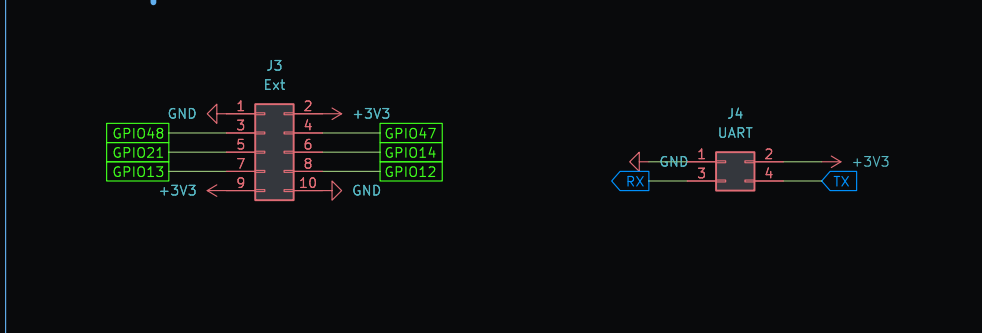 J3
Ext
GND 1 2 +3V3
GPIO48 3 4 GPIO47
GPIO21 5 6 GPIO14
GPIO13 7 8 GPIO12
+3V3 9 10 GND
J4
UART
GND 1 2 +3V3
RX 3 4 TX